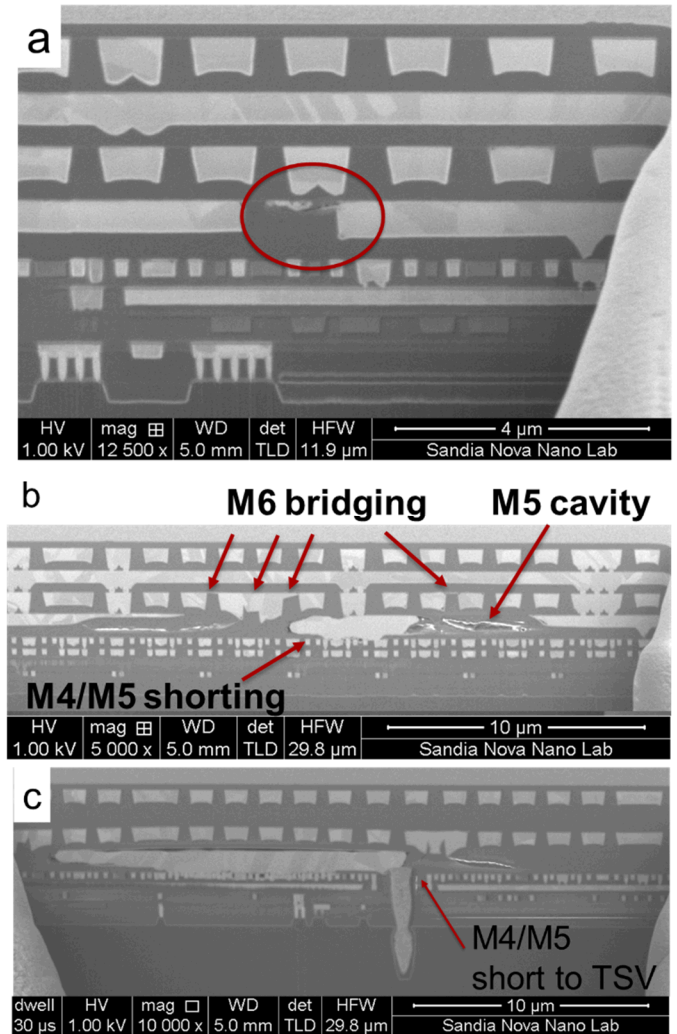 a
HV mag WD det HFW 4 µm
1.00 kV 12 500 x 5.0 mm TLD 11.9 µm Sandia Nova Nano Lab
b
M6 bridging M5 cavity
M4/M5 shorting
HV mag WD det HFW 10 µm
1.00 kV 5 000 x 5.0 mm TLD 29.8 µm Sandia Nova Nano Lab
c
M4/M5
short to TSV
dwell HV mag WD det HFW 10 µm
30 µs 1.00 kV 10 000 x 5.0 mm TLD 29.8 µm Sandia Nova Nano Lab